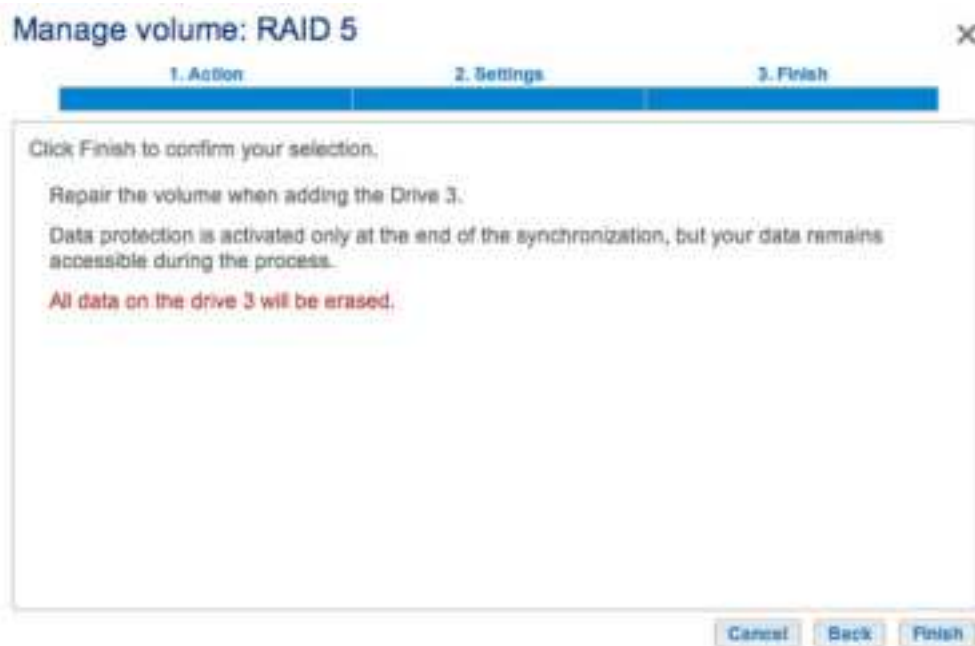 Manage volume: RAID 5
1. Action 2. Settings 3. Finish
Click Finish to confirm your selection.
Repair the volume when adding the Drive 3.
Data protection is activated only at the end of the synchronization, but your data remains
accessible during the process.
All data on the drive 3 will be erased.
Cancel Back Finish